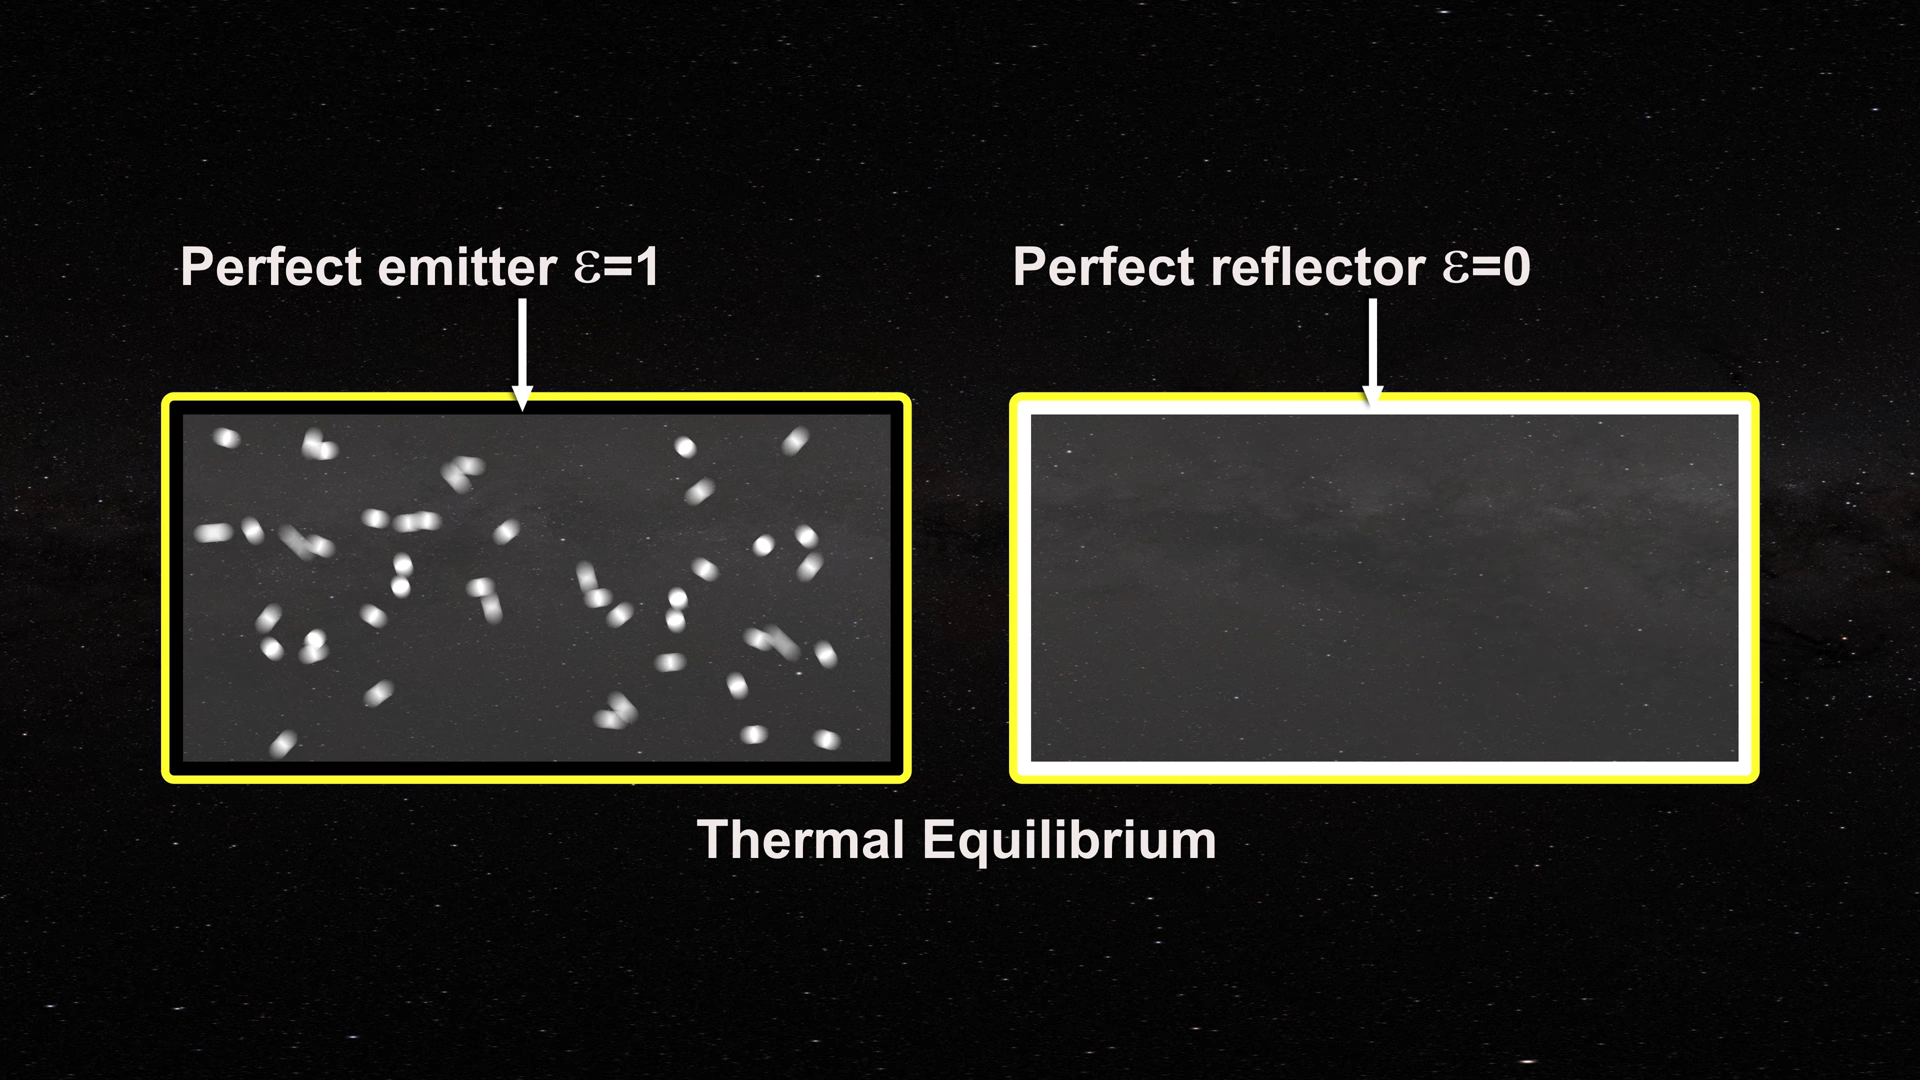 Perfect emitter ε=1
Perfect reflector ε=0
Thermal Equilibrium